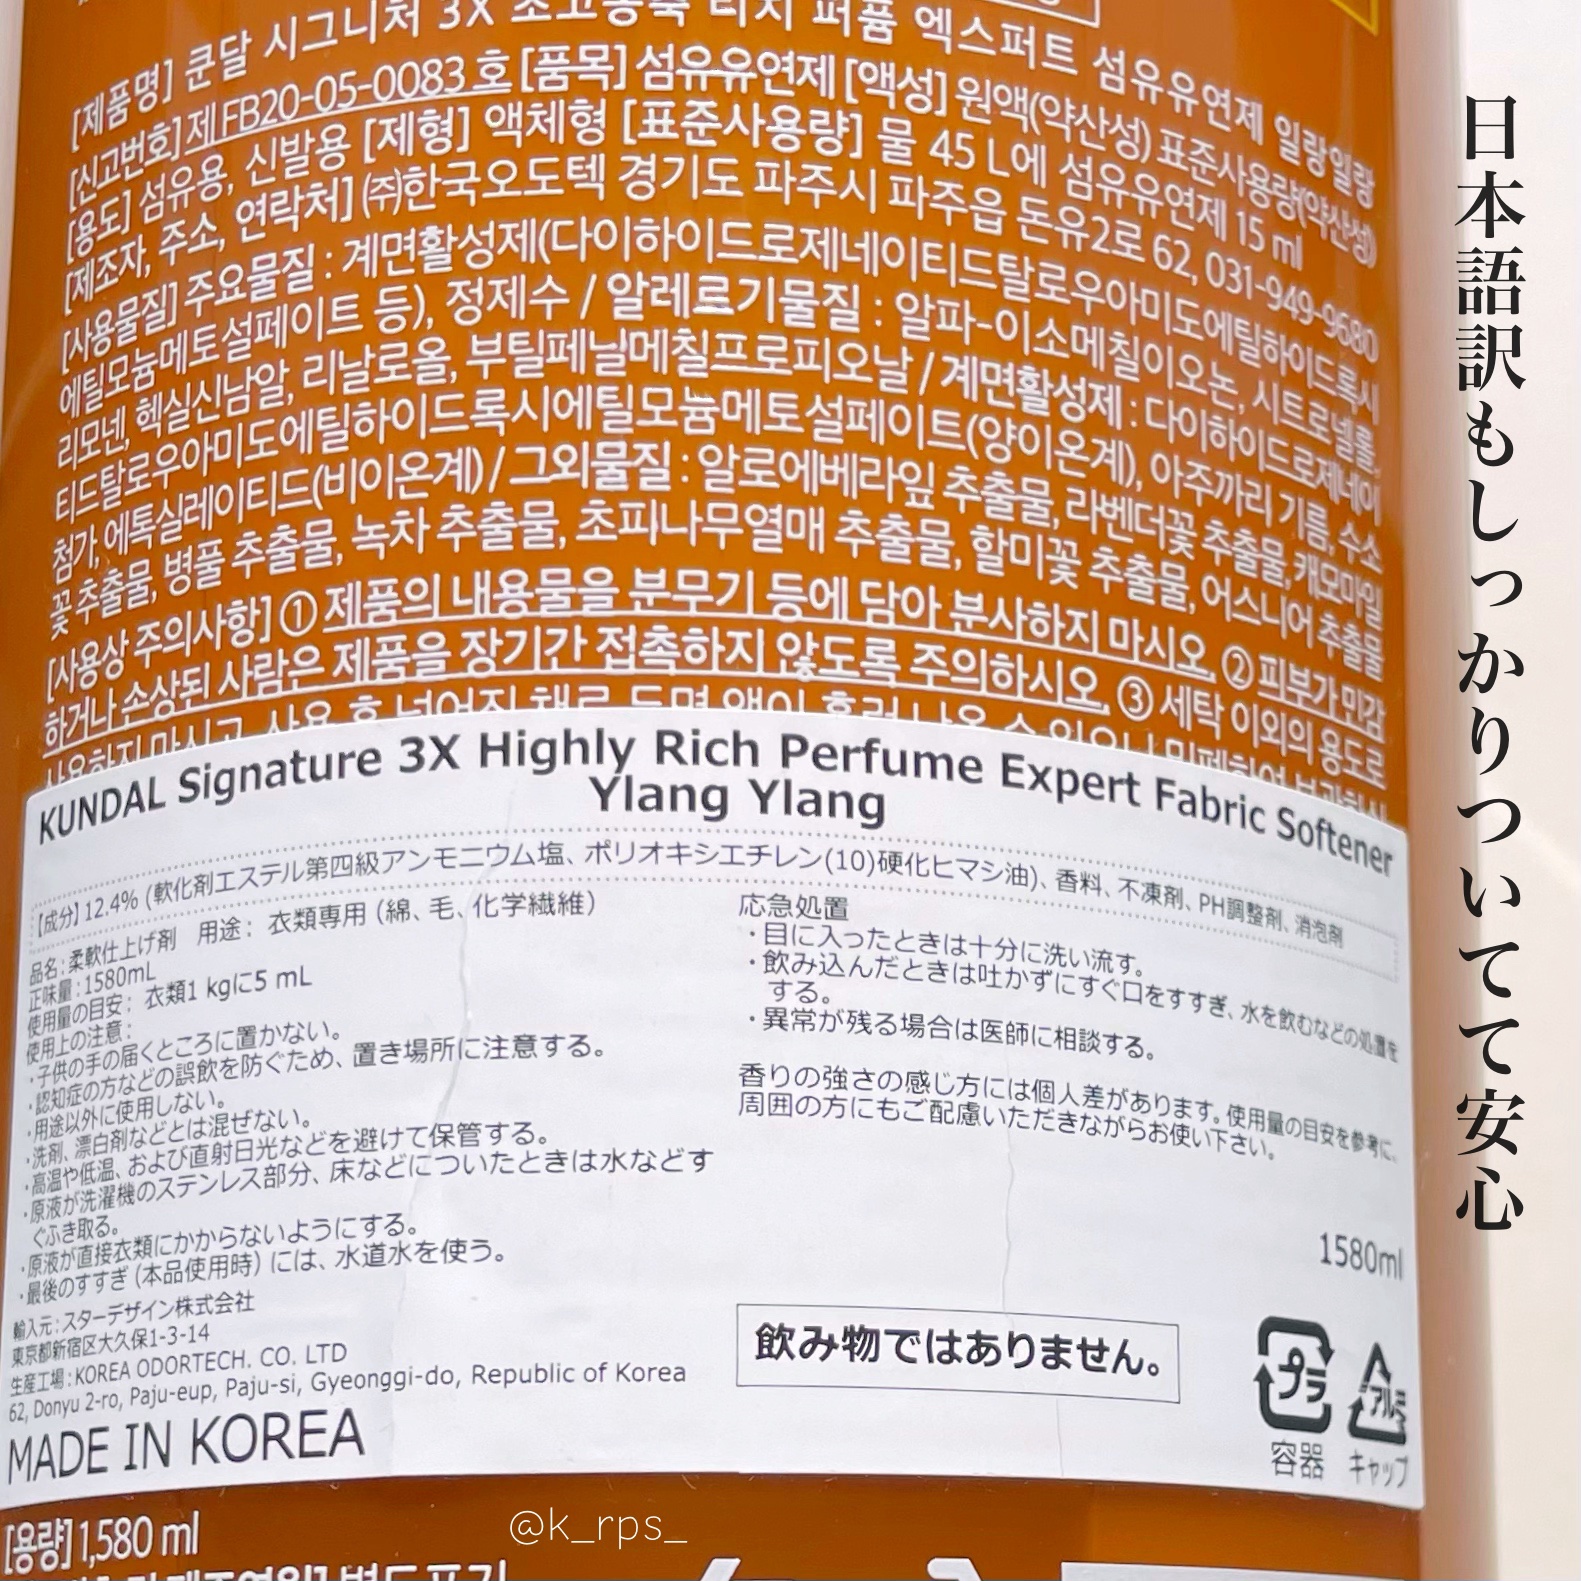 [제품명] 쿤달 시그니처 3X 초고농축 리치 퍼퓸 엑스퍼트 섬유유연제 일랑일랑
[신고번호] 제FB20-05-0083호 [품목] 섬유유연제 [액성] 원액(약산성) 표준사용량(약산성)
[용도] 섬유용, 신발용 [제형] 액체형 [표준사용량] 물 45 L에 섬유유연제 15 ml
[제조자, 주소, 연락처] ㈜한국오도텍 경기도 파주시 파주읍 돈유2로 62, 031-949-9680
[사용물질] 주요물질 : 계면활성제(다이하이드로제네이티드탈로우아미도에틸하이드록시
에틸모늄메토설페이트 등), 정제수 / 알레르기물질 : 알파-이소메칠이오논, 시트로넬롤,
리모넨, 헥실신남알, 리날로올, 부틸페닐메칠프로피오날 / 계면활성제 : 다이하이드로제네이
티드탈로우아미도에틸하이드록시에틸모늄메토설페이트(양이온계), 아주까리 기름, 수소
첨가, 에톡실레이티드(비이온계) / 그외물질 : 알로에베라잎 추출물, 라벤더꽃 추출물, 캐모마일
꽃 추출물, 병풀 추출물, 녹차 추출물, 초피나무열매 추출물, 할미꽃 추출물, 어스니어 추출물
[사용상 주의사항] ① 제품의 내용물을 분무기 등에 담아 분사하지 마시오. ② 피부가 민감
하거나 손상된 사람은 제품을 장기간 접촉하지 않도록 주의하시오. ③ 세탁 이외의 용도로
KUNDAL Signature 3X Highly Rich Perfume Expert Fabric Softener
Ylang Ylang
【成分】12.4% (軟化剤エステル第四級アンモニウム塩、ポリオキシエチレン(10)硬化ヒマシ油)、香料、不凍剤、PH調整剤、消泡剤
品名:柔軟仕上げ剤 用途: 衣類専用 (綿、毛、化学繊維)
正味量:1580mL
使用量の目安: 衣類1 kgに5 mL
使用上の注意:
・子供の手の届くところに置かない。
・認知症の方などの誤飲を防ぐため、置き場所に注意する。
・用途以外に使用しない。
・洗剤、漂白剤などとは混ぜない。
・高温や低温、および直射日光などを避けて保管する。
・原液が洗濯機のステンレス部分、床などについたときは水などす
ぐふき取る。
・原液が直接衣類にかからないようにする。
・最後のすすぎ (本品使用時) には、水道水を使う。
輸入元:スターデザイン株式会社
東京都新宿区大久保1-3-14
生産工場:KOREA ODORTECH. CO. LTD
62, Donyu 2-ro, Paju-eup, Paju-si, Gyeonggi-do, Republic of Korea
MADE IN KOREA
応急処置
・目に入ったときは十分に洗い流す。
・飲み込んだときは吐かずにすぐ口をすすぎ、水を飲むなどの処置を
する。
・異常が残る場合は医師に相談する。
香りの強さの感じ方には個人差があります。使用量の目安を参考に、
周囲の方にもご配慮いただきながらお使い下さい。
1580ml
飲み物ではありません。
プラ
アルミ
容器 キャップ
[용량] 1,580 ml
@k_rps_
日本語訳もしっかりついてて安心